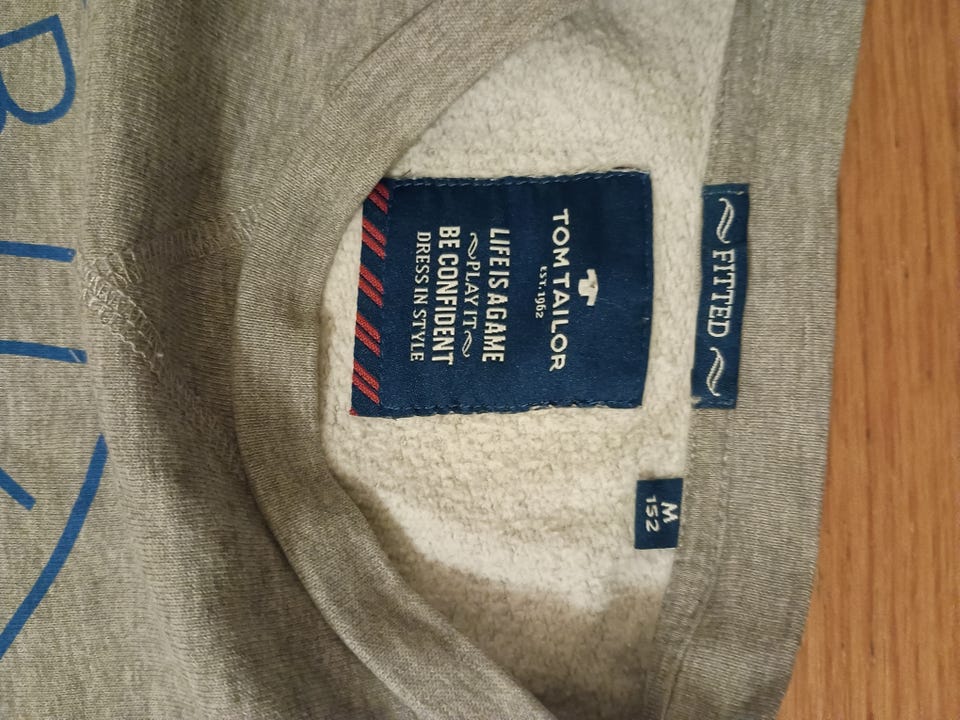 FITTED
TOM TAILOR
EST. 1962
LIFE IS A GAME
PLAY IT
BE CONFIDENT
DRESS IN STYLE
M
152